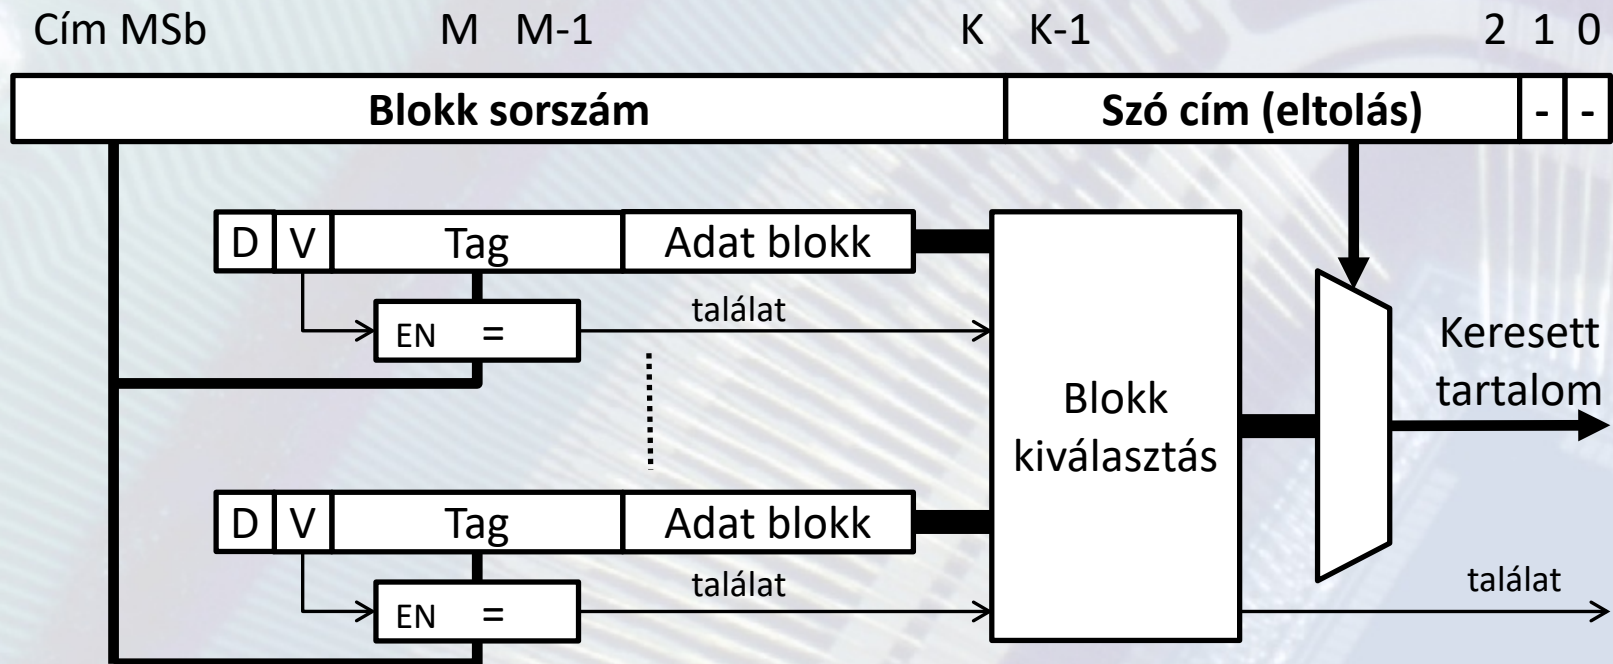 Cím MSb M M-1 K K-1 2 1 0
Blokk sorszám Szó cím (eltolás) - -
D V Tag Adat blokk
találat
EN =
Keresett
tartalom
Blokk
kiválasztás
D V Tag Adat blokk
találat
találat
EN =